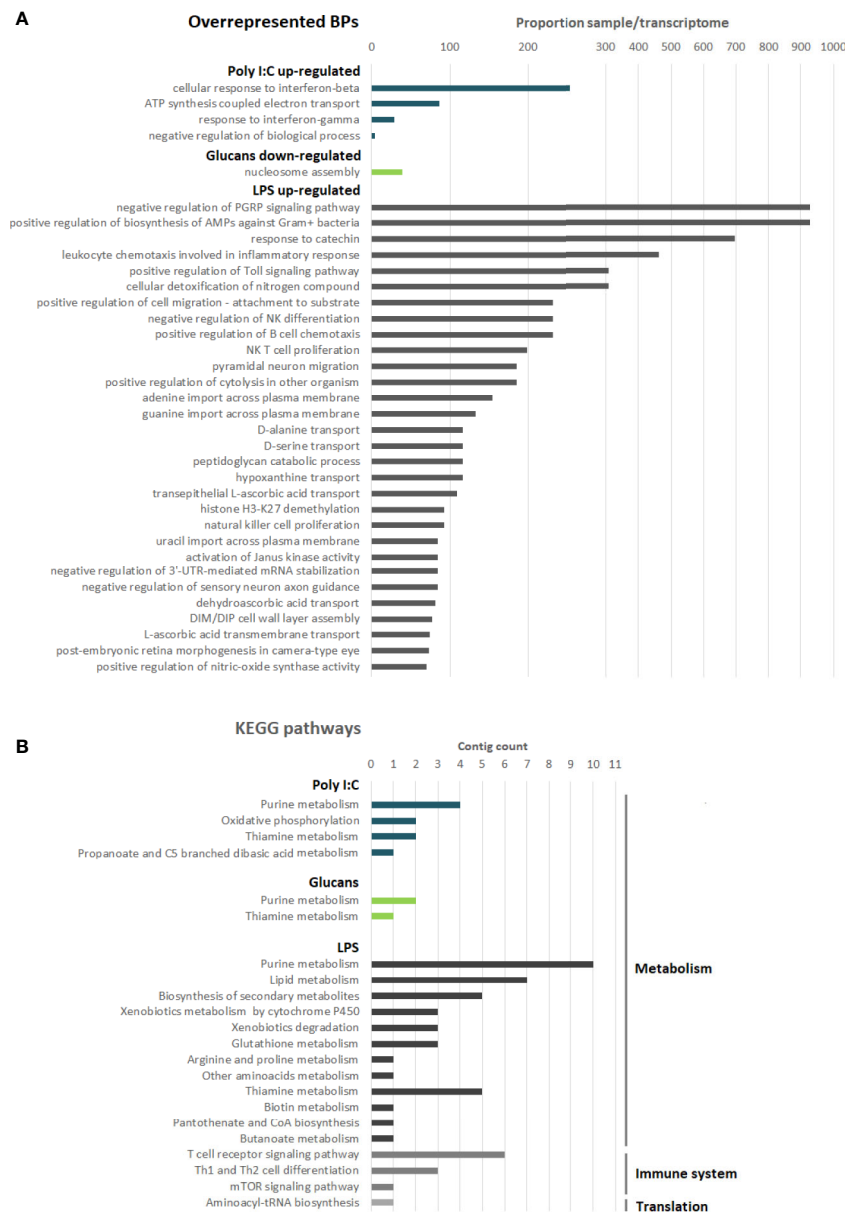 A
Overrepresented BPs
Proportion sample/transcriptome
0 100 200 300 400 500 600 700 800 900 1000
Poly I:C up-regulated
cellular response to interferon-beta
ATP synthesis coupled electron transport
response to interferon-gamma
negative regulation of biological process
Glucans down-regulated
nucleosome assembly
LPS up-regulated
negative regulation of PGRP signaling pathway
positive regulation of biosynthesis of AMPs against Gram+ bacteria
response to catechin
leukocyte chemotaxis involved in inflammatory response
positive regulation of Toll signaling pathway
cellular detoxification of nitrogen compound
positive regulation of cell migration - attachment to substrate
negative regulation of NK differentiation
positive regulation of B cell chemotaxis
NK T cell proliferation
pyramidal neuron migration
positive regulation of cytolysis in other organism
adenine import across plasma membrane
guanine import across plasma membrane
D-alanine transport
D-serine transport
peptidoglycan catabolic process
hypoxanthine transport
transepithelial L-ascorbic acid transport
histone H3-K27 demethylation
natural killer cell proliferation
uracil import across plasma membrane
activation of Janus kinase activity
negative regulation of 3'-UTR-mediated mRNA stabilization
negative regulation of sensory neuron axon guidance
dehydroascorbic acid transport
DIM/DIP cell wall layer assembly
L-ascorbic acid transmembrane transport
post-embryonic retina morphogenesis in camera-type eye
positive regulation of nitric-oxide synthase activity
B
KEGG pathways
Contig count
0 1 2 3 4 5 6 7 8 9 10 11
Poly I:C
Purine metabolism
Oxidative phosphorylation
Thiamine metabolism
Propanoate and C5 branched dibasic acid metabolism
Glucans
Purine metabolism
Thiamine metabolism
LPS
Purine metabolism
Lipid metabolism
Biosynthesis of secondary metabolites
Xenobiotics metabolism by cytochrome P450
Xenobiotics degradation
Glutathione metabolism
Arginine and proline metabolism
Other aminoacids metabolism
Thiamine metabolism
Biotin metabolism
Pantothenate and CoA biosynthesis
Butanoate metabolism
Metabolism
T cell receptor signaling pathway
Th1 and Th2 cell differentiation
mTOR signaling pathway
Immune system
Aminoacyl-tRNA biosynthesis
Translation